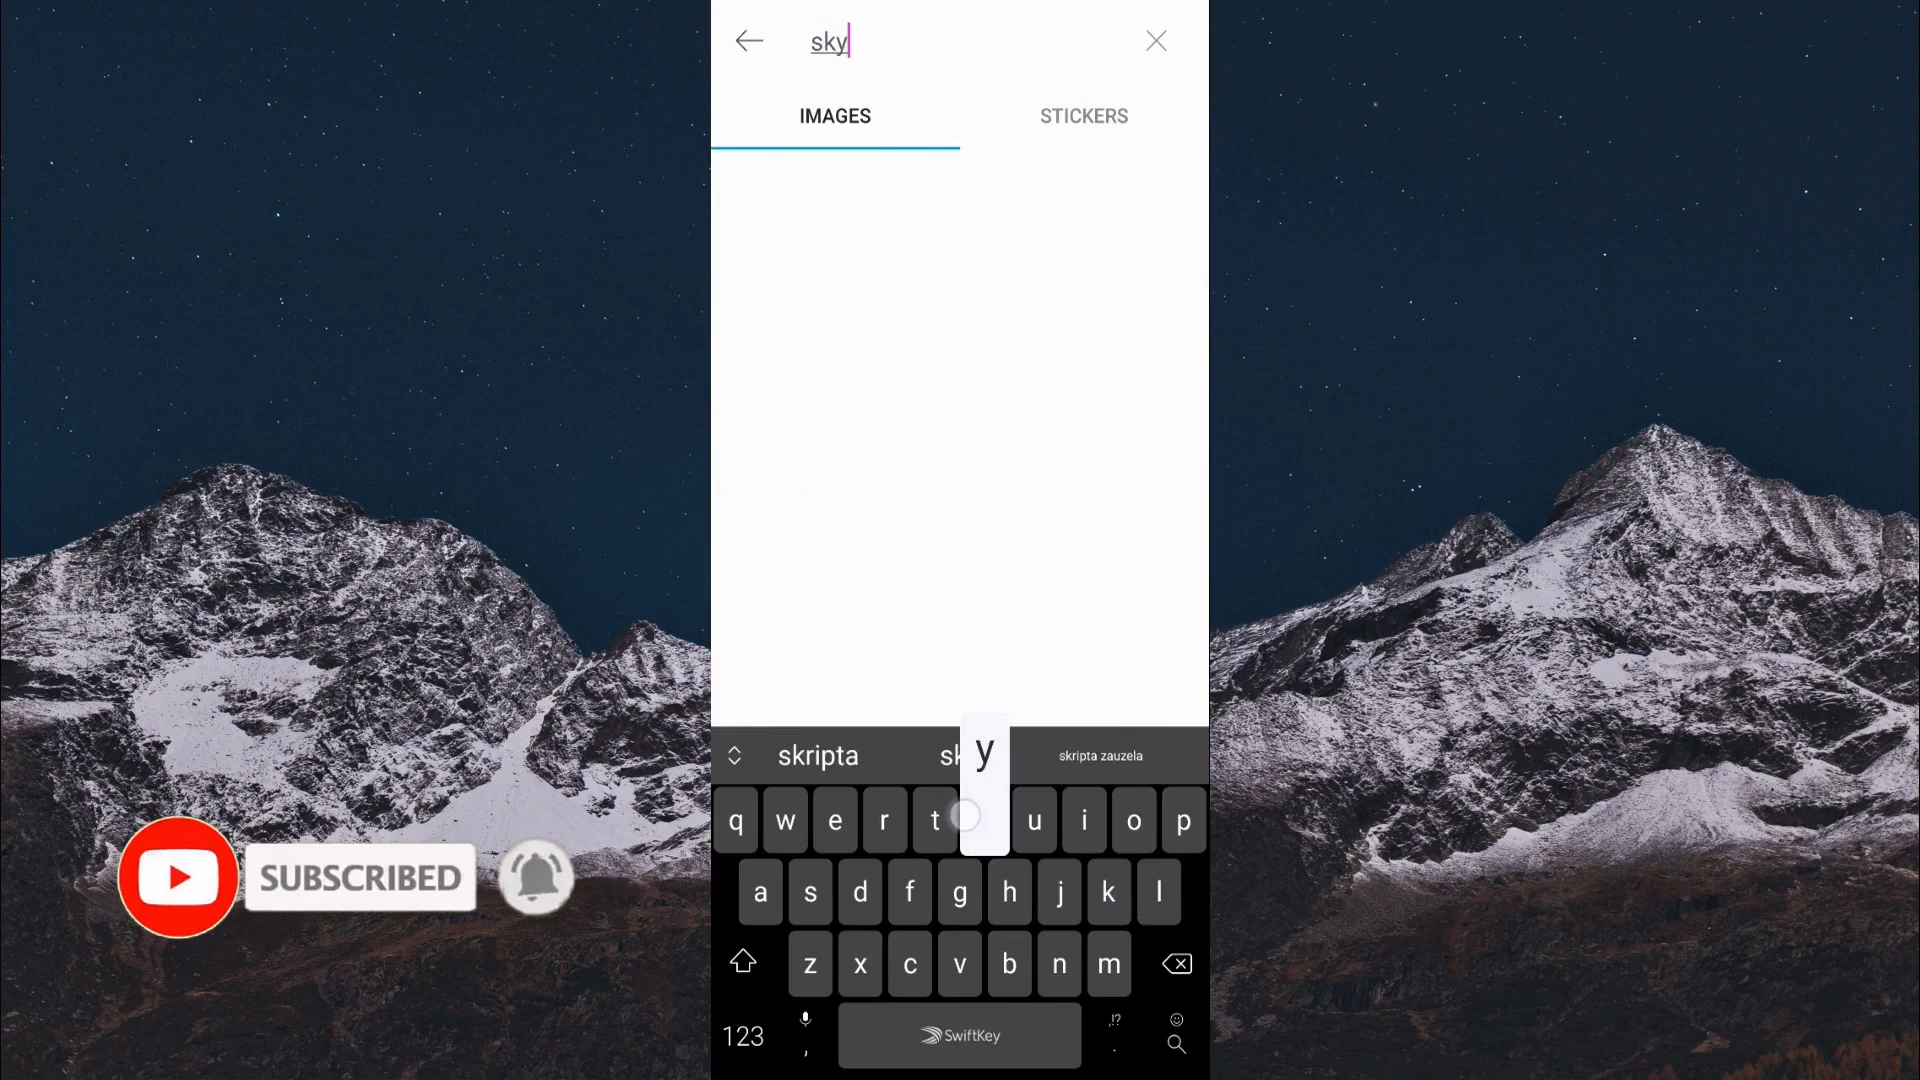 sky
IMAGES STICKERS
skripta sk y skripta zauzela
q w e r t u i o p
a s d f g h j k l
z x c v b n m
123 , SwiftKey ,!? .
SUBSCRIBED